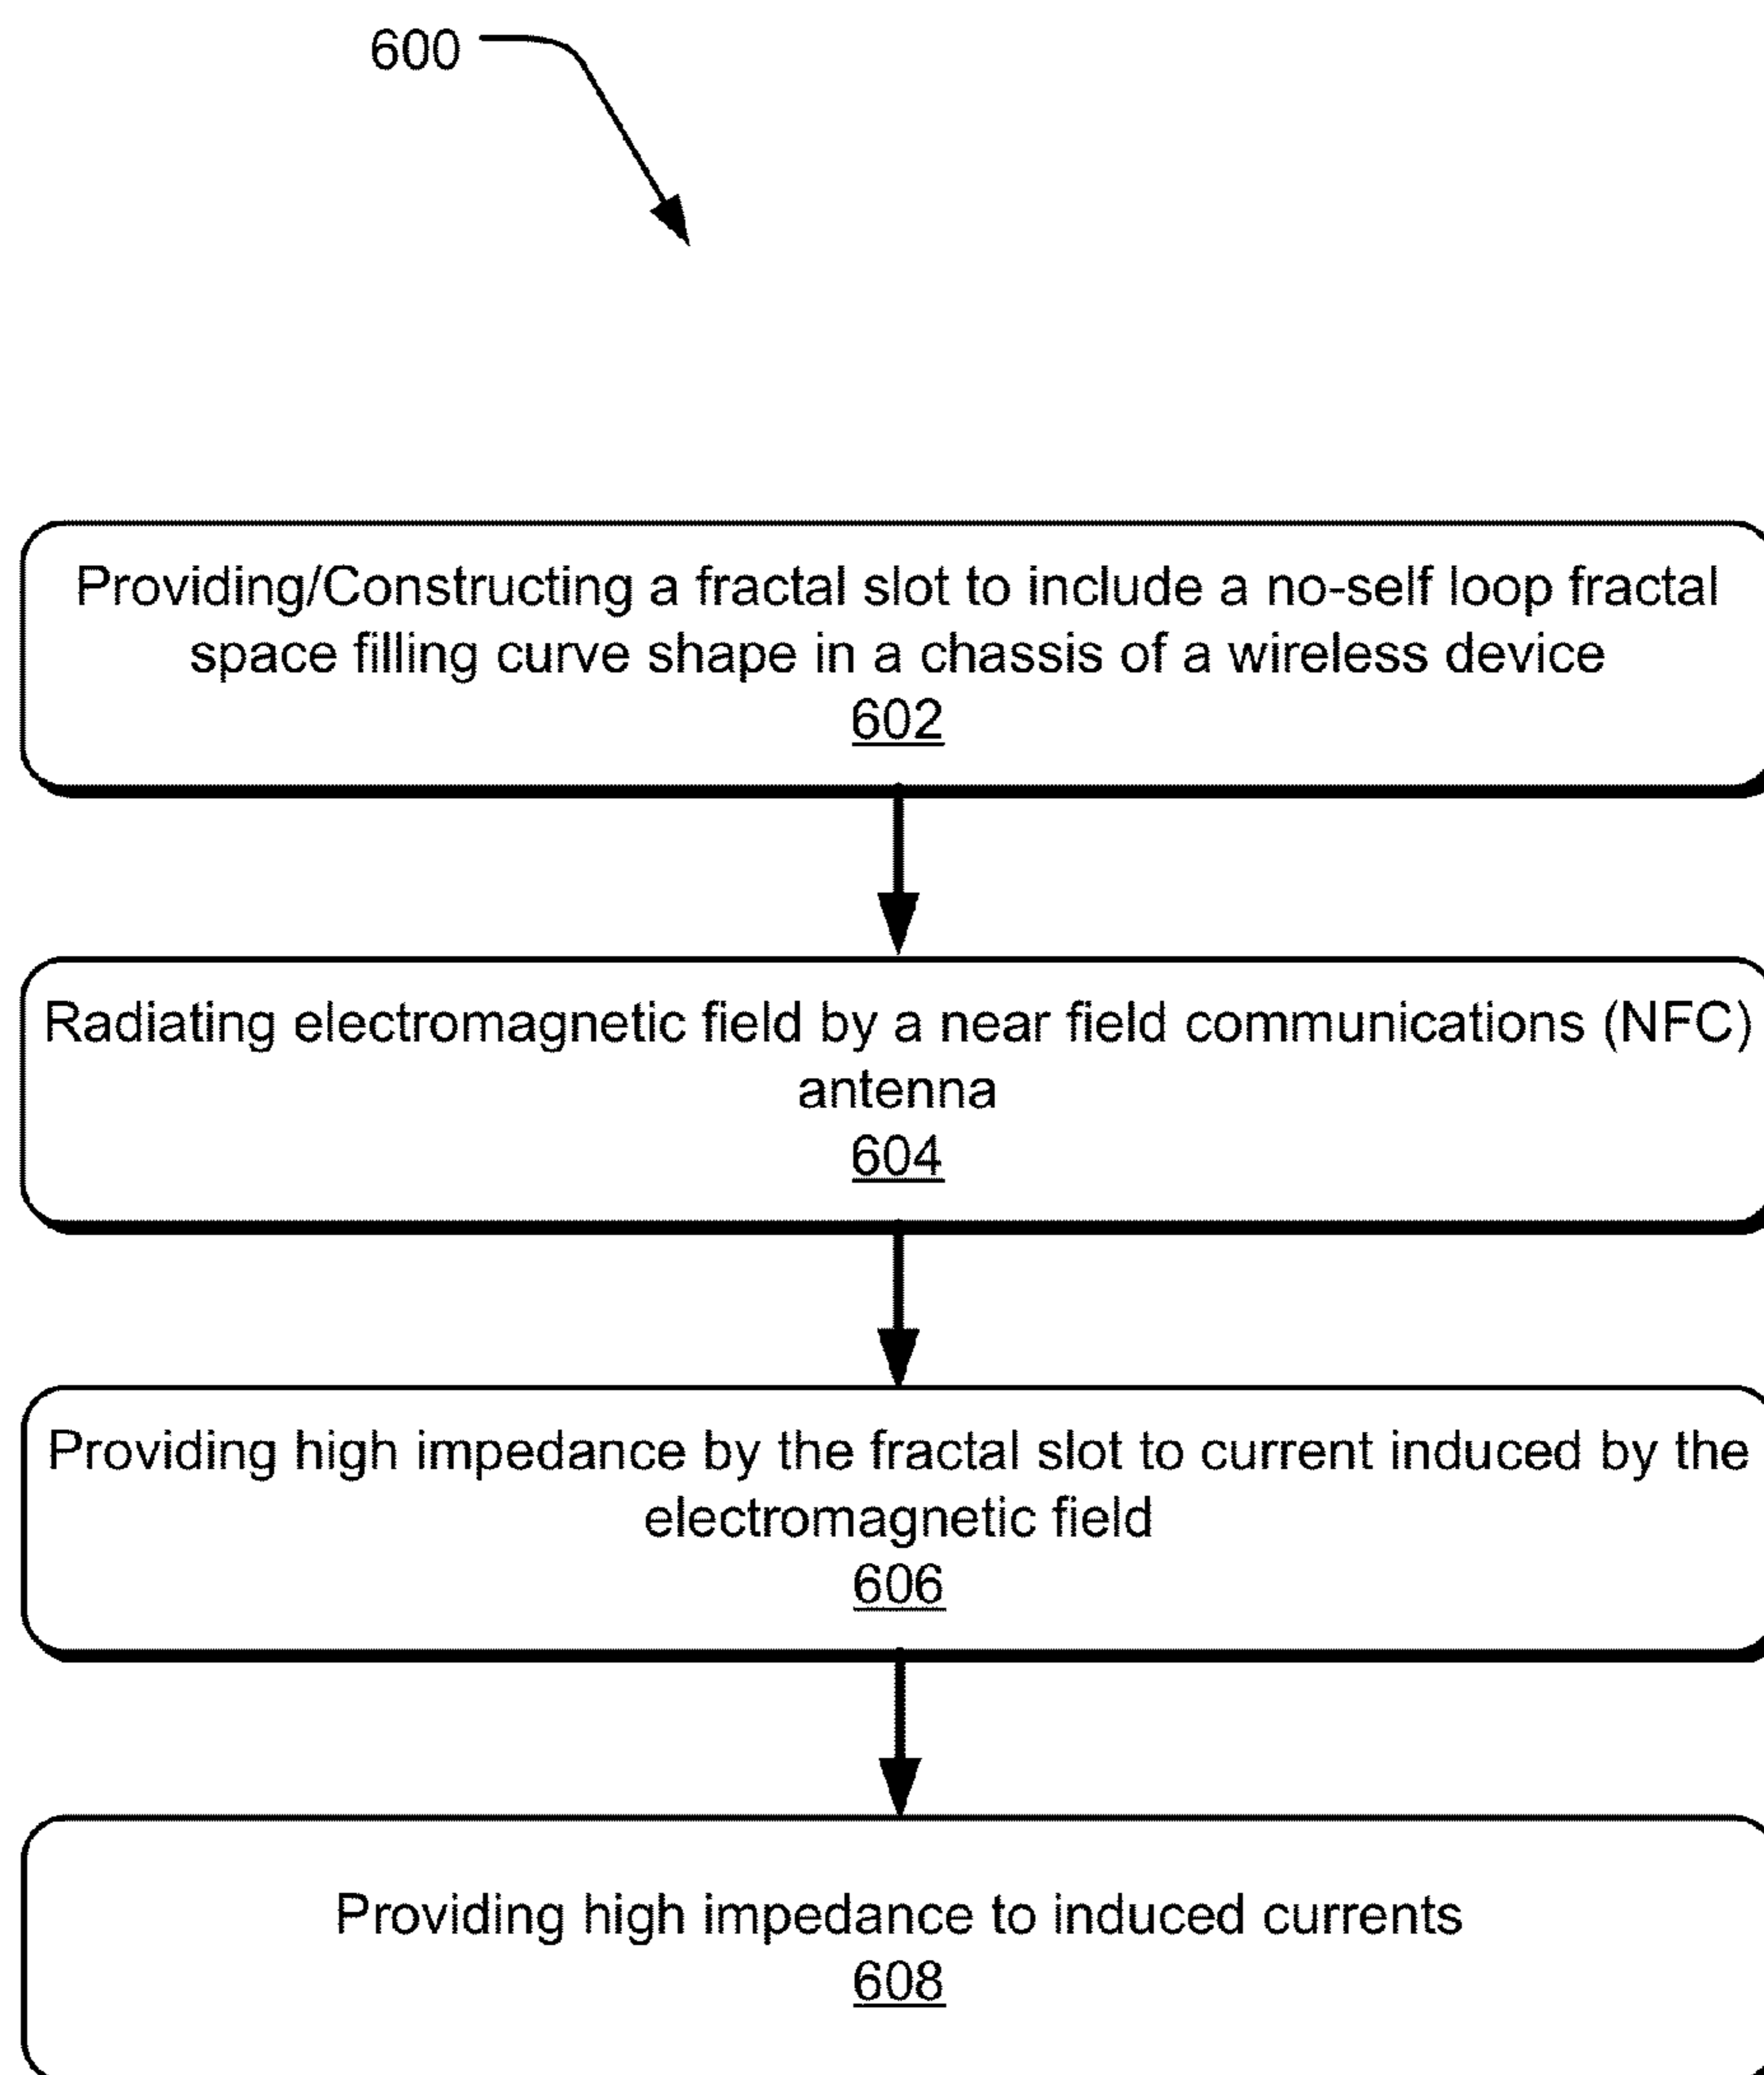 600
Providing/Constructing a fractal slot to include a no-self loop fractal
space filling curve shape in a chassis of a wireless device
602
Radiating electromagnetic field by a near field communications (NFC)
antenna
604
Providing high impedance by the fractal slot to current induced by the
electromagnetic field
606
Providing high impedance to induced currents
608